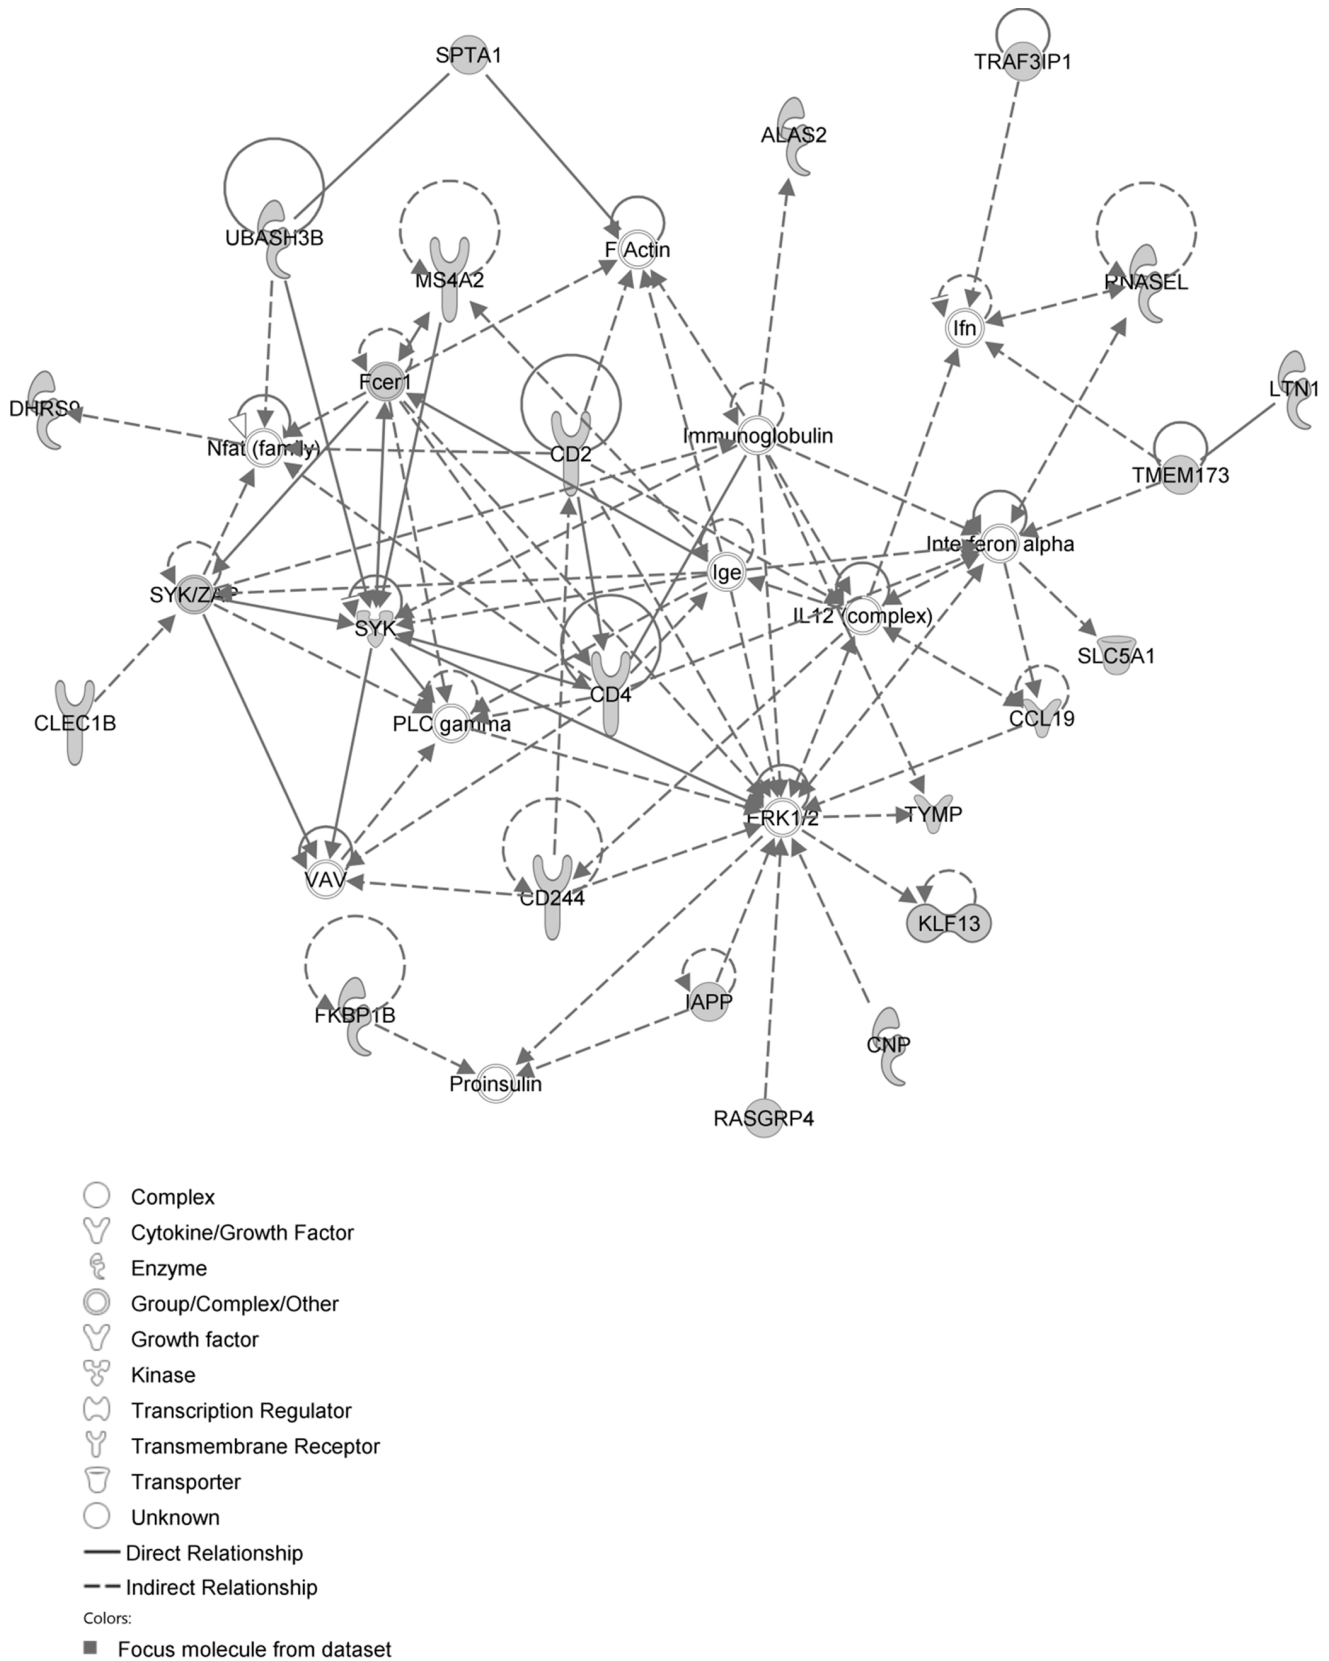 SPTA1
TRAF3IP1
ALAS2
UBASH3B
F Actin
MS4A2
RNASEL
Ifn
Fcer1
LTN1
DHRS9
Nfat (family)
CD2
Immunoglobulin
TMEM173
Interferon alpha
Ige
SYK/ZAP
IL12 (complex)
SYK
SLC5A1
CD4
CLEC1B
PLC gamma
CCL19
ERK1/2
TYMP
VAV
CD244
KLF13
FKBP1B
IAPP
CNP
Proinsulin
RASGRP4
Complex
Cytokine/Growth Factor
Enzyme
Group/Complex/Other
Growth factor
Kinase
Transcription Regulator
Transmembrane Receptor
Transporter
Unknown
Direct Relationship
Indirect Relationship
Colors:
Focus molecule from dataset